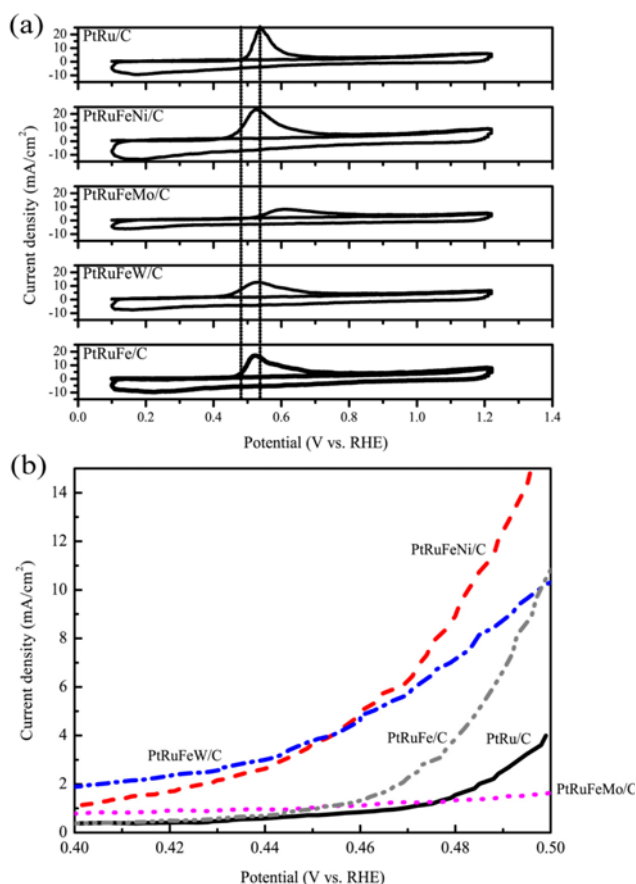 (a)
PtRu/C
20
10
0
-10
PtRuFeNi/C
20
10
0
-10
PtRuFeMo/C
20
10
0
-10
PtRuFeW/C
20
10
0
-10
PtRuFe/C
20
10
0
-10
Current density (mA/cm²)
0.0 0.2 0.4 0.6 0.8 1.0 1.2 1.4
Potential (V vs. RHE)
(b)
14
12
10
8
6
4
2
0
Current density (mA/cm²)
PtRuFeNi/C
PtRuFeW/C
PtRuFe/C
PtRu/C
PtRuFeMo/C
0.40 0.42 0.44 0.46 0.48 0.50
Potential (V vs. RHE)